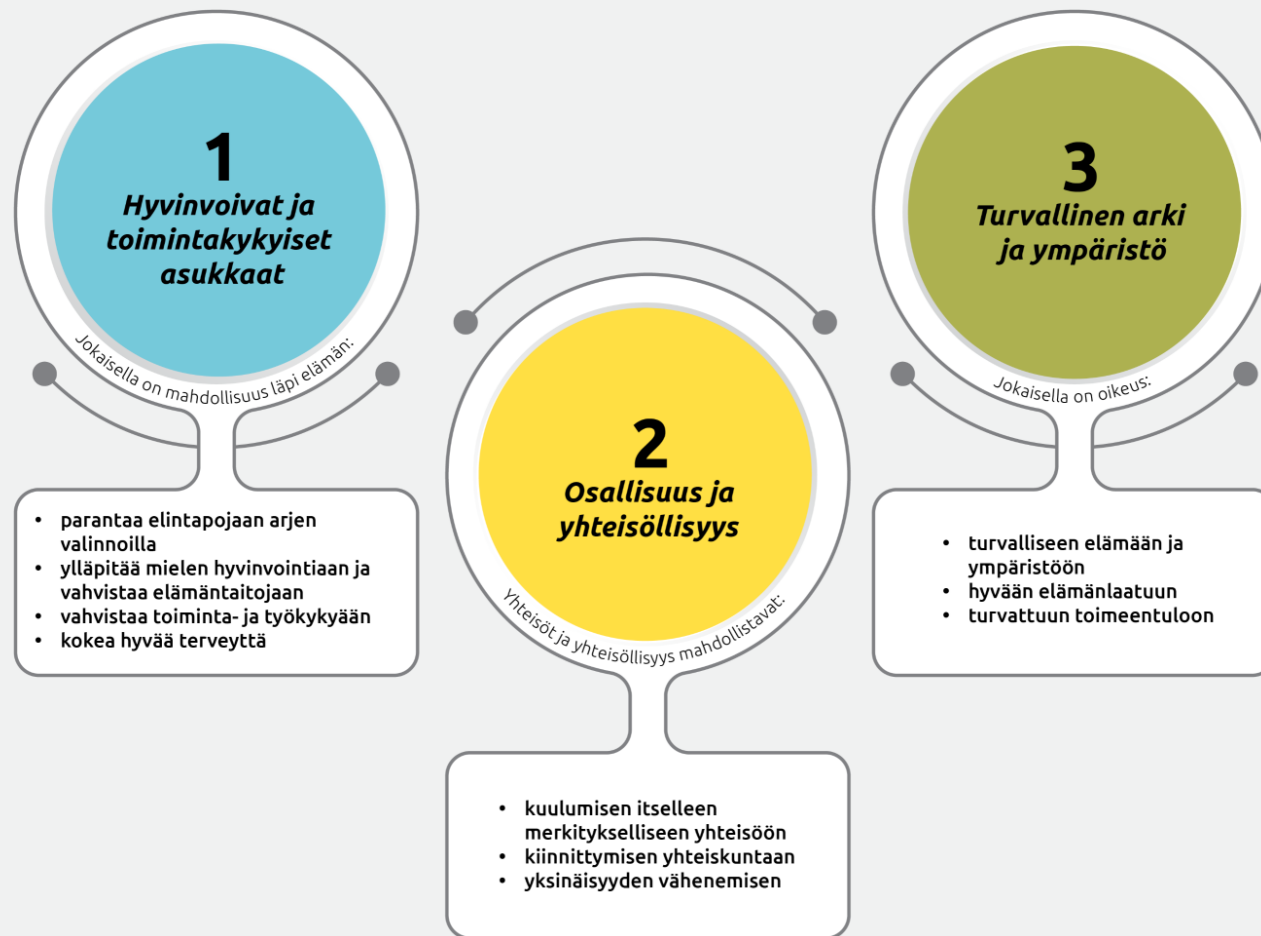 1
Hyvinvoivat ja
toimintakykyiset
asukkaat
Jokaisella on mahdollisuus läpi elämän:
• parantaa elintapojaan arjen
valinnoilla
• ylläpitää mielen hyvinvointiaan ja
vahvistaa elämäntaitojaan
• vahvistaa toiminta- ja työkykyään
• kokea hyvää terveyttä
2
Osallisuus ja
yhteisöllisyys
Yhteisöt ja yhteisöllisyys mahdollistavat:
• kuulumisen itselleen
merkitykselliseen yhteisöön
• kiinnittymisen yhteiskuntaan
• yksinäisyyden vähenemisen
3
Turvallinen arki
ja ympäristö
Jokaisella on oikeus:
• turvalliseen elämään ja
ympäristöön
• hyvään elämänlaatuun
• turvattuun toimeentuloon